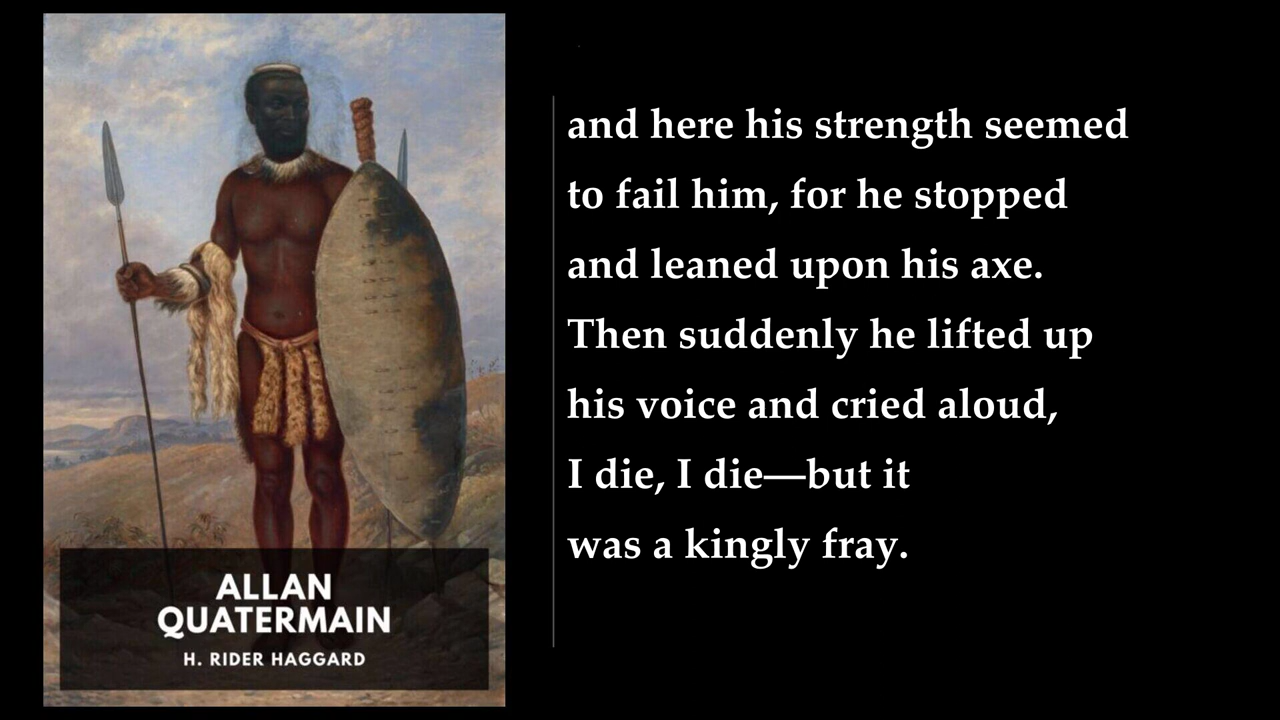 ALLAN
QUATERMAIN
H. RIDER HAGGARD
and here his strength seemed
to fail him, for he stopped
and leaned upon his axe.
Then suddenly he lifted up
his voice and cried aloud,
I die, I die—but it
was a kingly fray.